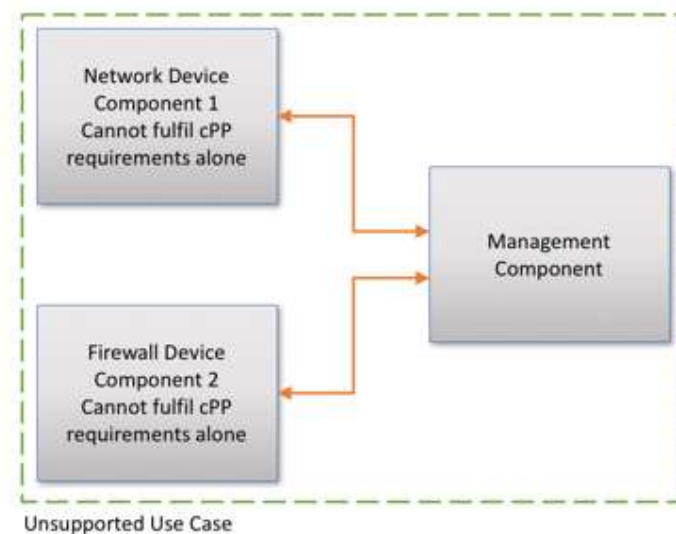 Network Device
Component 1
Cannot fulfil cPP
requirements alone
Management
Component
Firewall Device
Component 2
Cannot fulfil cPP
requirements alone
Unsupported Use Case